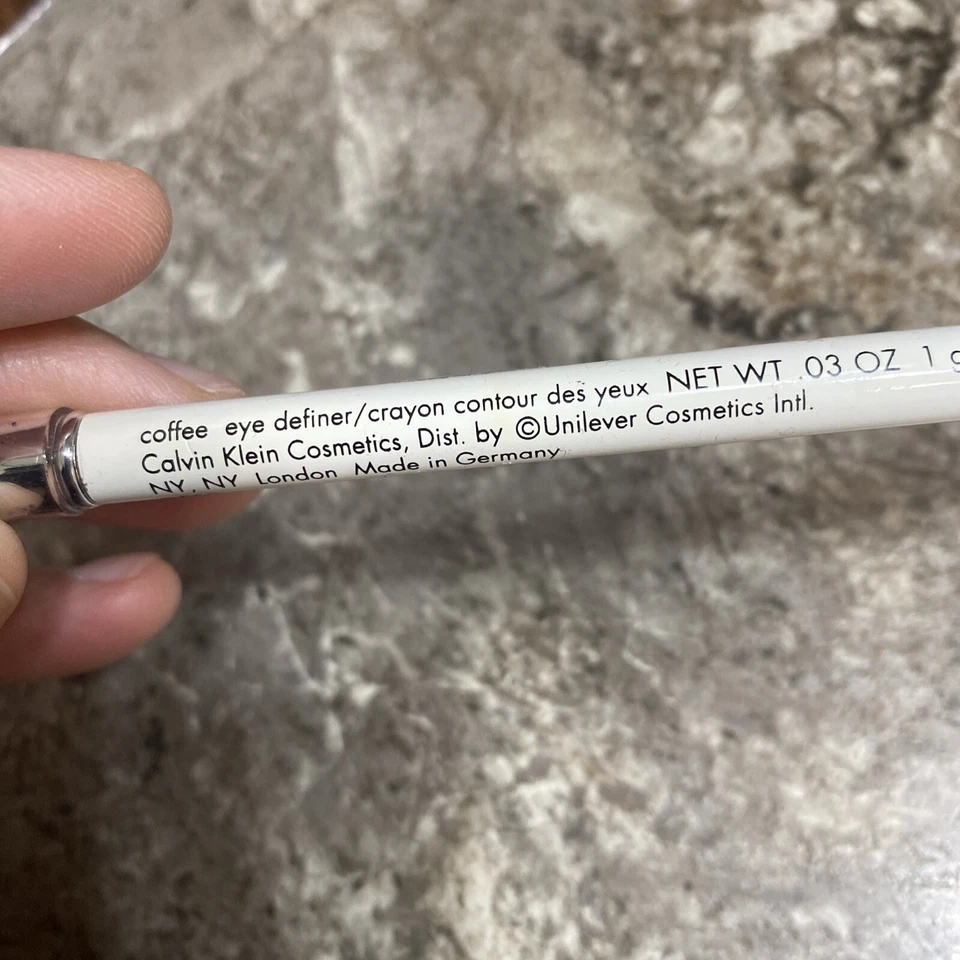 coffee eye definer/crayon contour des yeux NET WT .03 OZ 1 g
Calvin Klein Cosmetics, Dist. by ©Unilever Cosmetics Intl.
NY, NY London Made in Germany